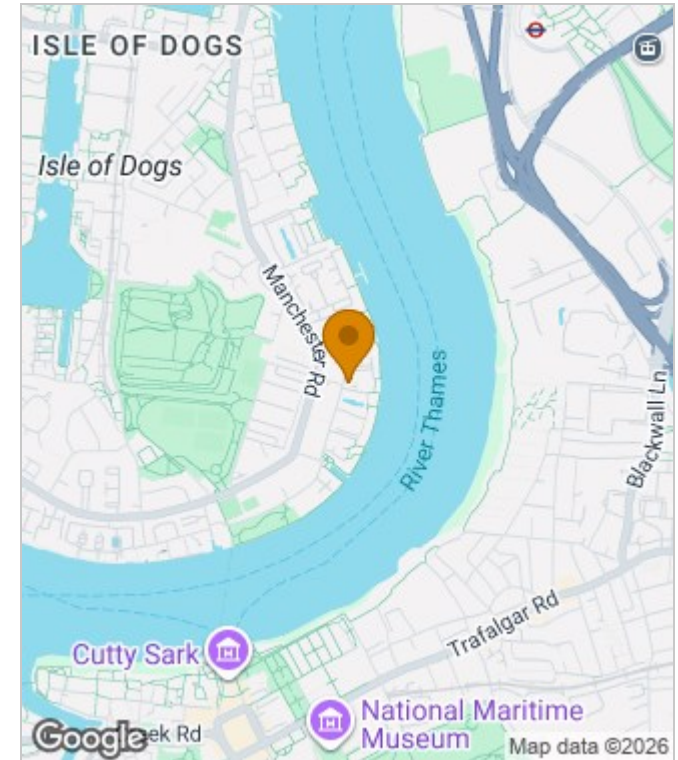 ISLE OF DOGS
Isle of Dogs
Manchester Rd
River Thames
Blackwall Ln
Trafalgar Rd
Cutty Sark
National Maritime
Museum
Rd
Google
Map data ©2026